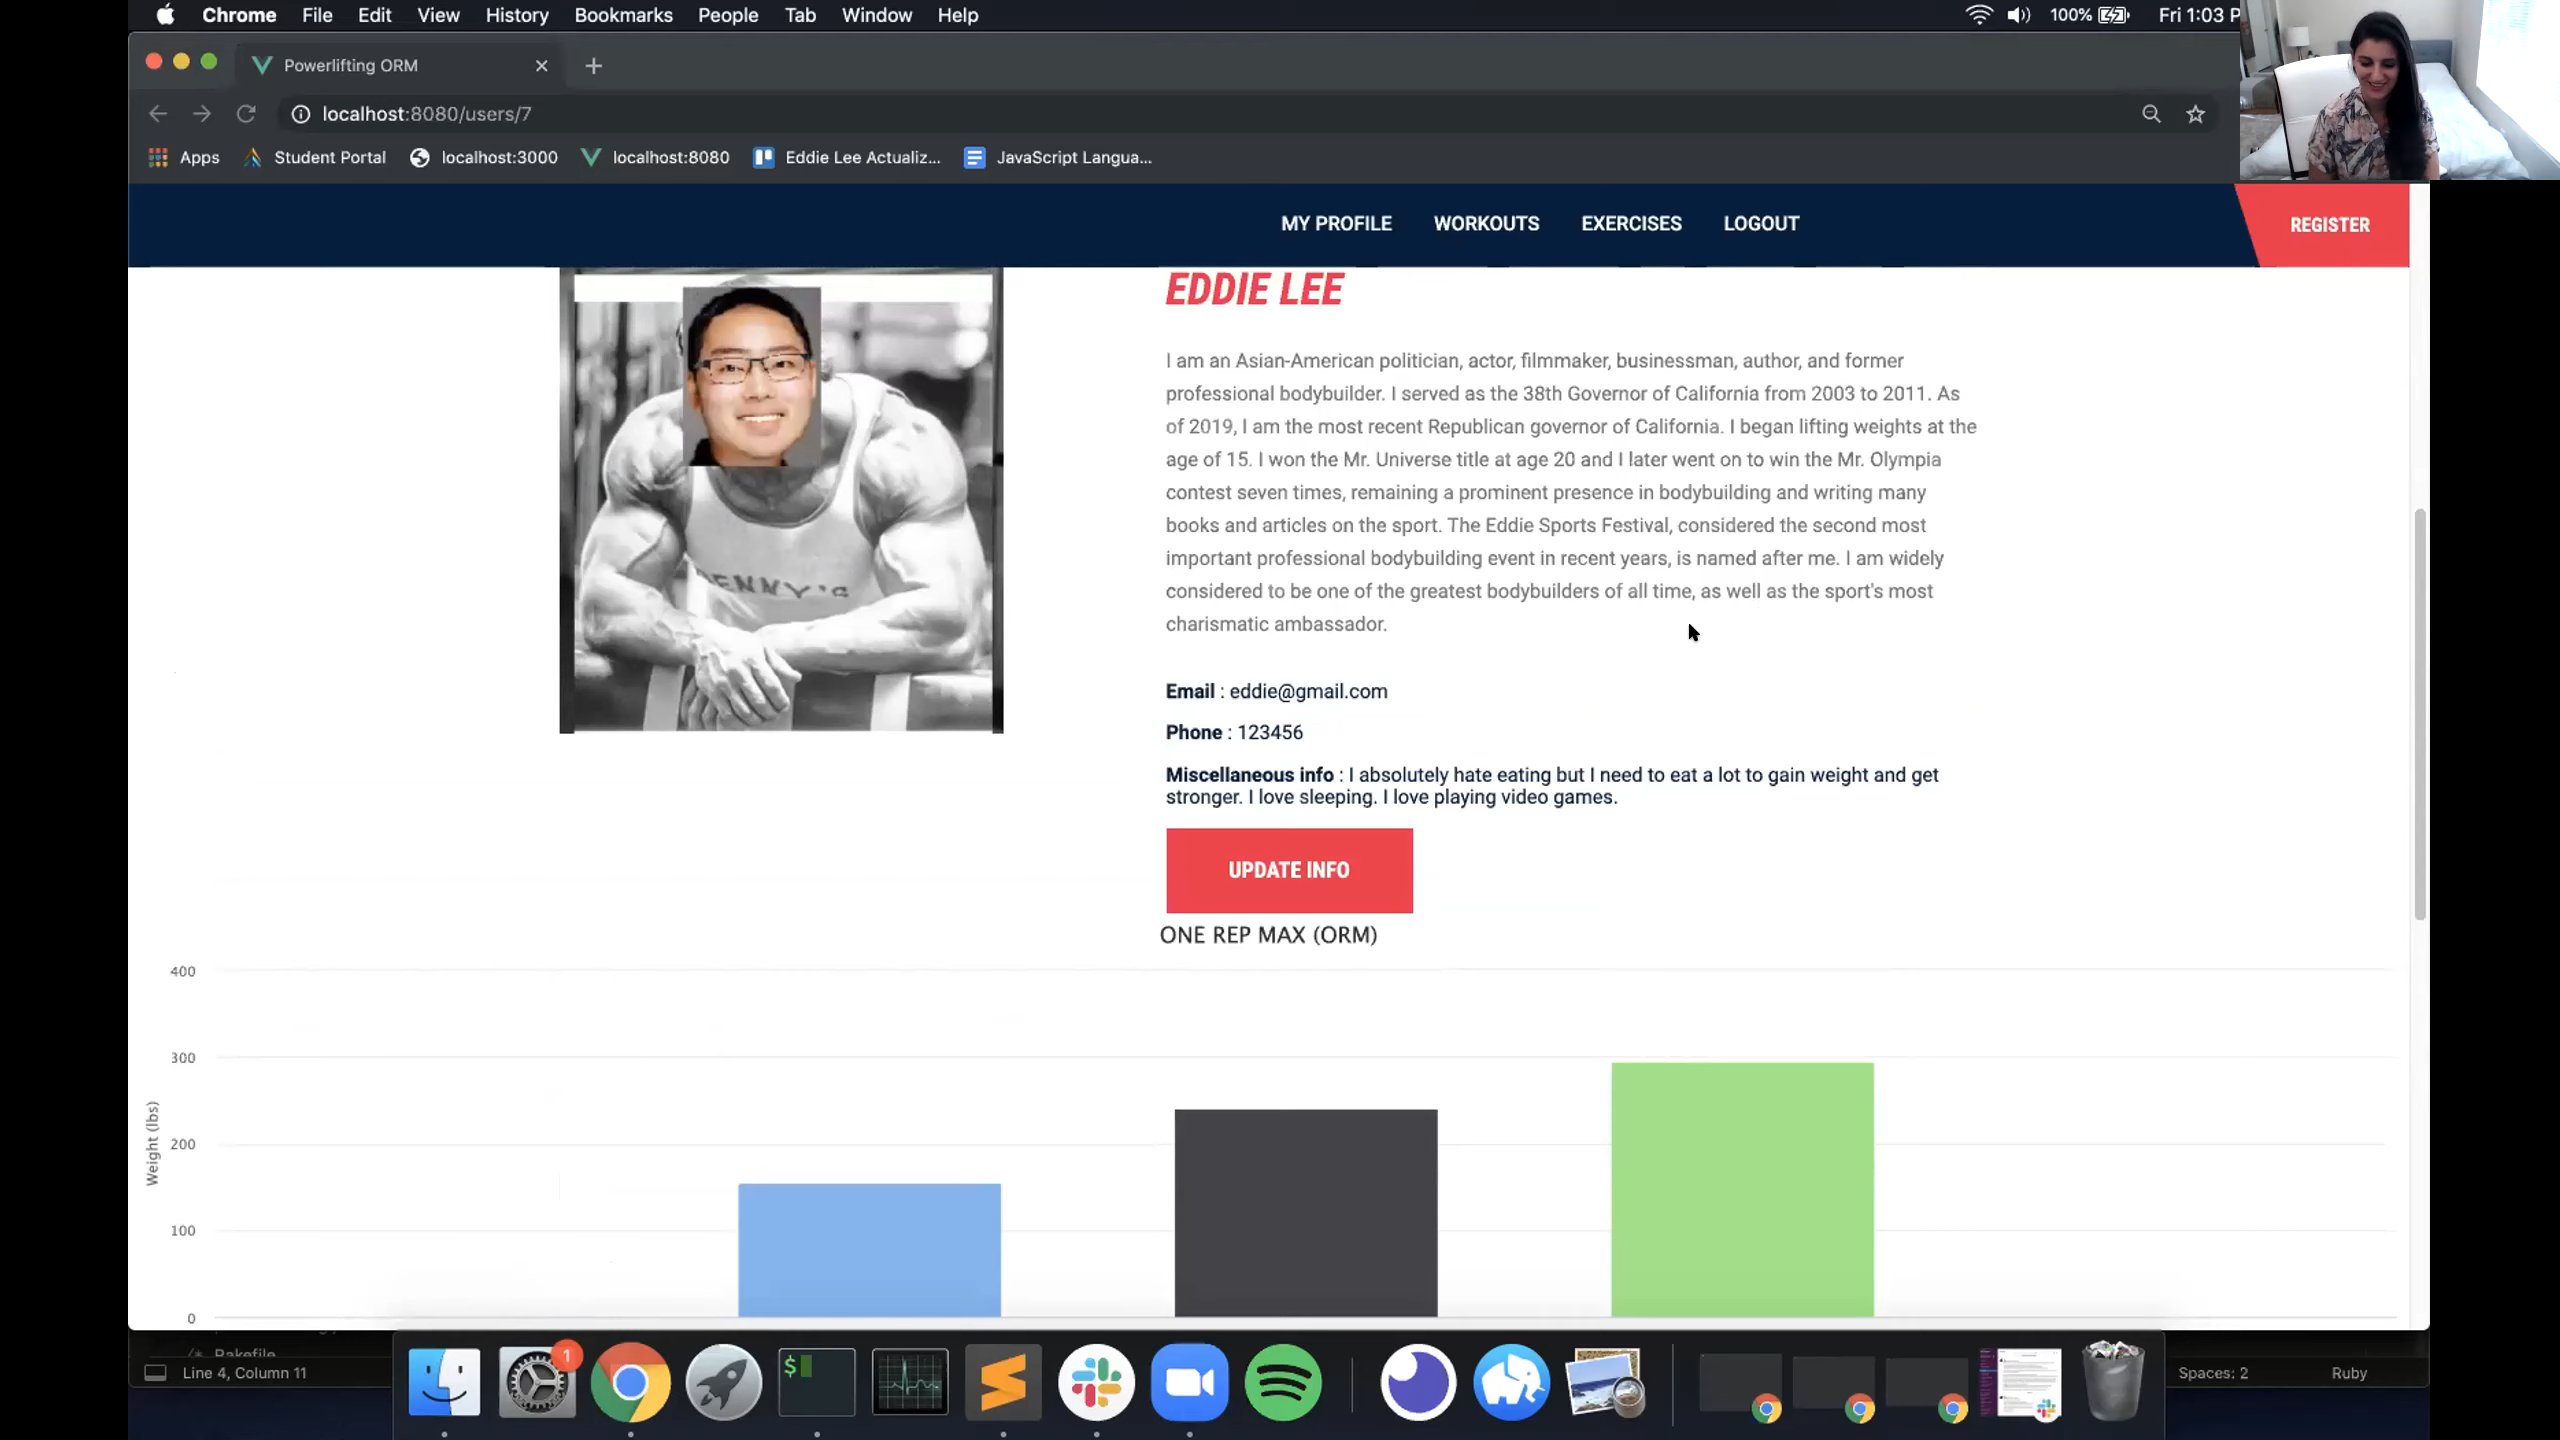 Chrome File Edit View History Bookmarks People Tab Window Help 100% Fri 1:03 P
Powerlifting ORM
localhost:8080/users/7
Apps Student Portal localhost:3000 localhost:8080 Eddie Lee Actualiz... JavaScript Langua...
MY PROFILE WORKOUTS EXERCISES LOGOUT REGISTER
EDDIE LEE
I am an Asian-American politician, actor, filmmaker, businessman, author, and former
professional bodybuilder. I served as the 38th Governor of California from 2003 to 2011. As
of 2019, I am the most recent Republican governor of California. I began lifting weights at the
age of 15. I won the Mr. Universe title at age 20 and I later went on to win the Mr. Olympia
contest seven times, remaining a prominent presence in bodybuilding and writing many
books and articles on the sport. The Eddie Sports Festival, considered the second most
important professional bodybuilding event in recent years, is named after me. I am widely
considered to be one of the greatest bodybuilders of all time, as well as the sport's most
charismatic ambassador.
ENNY'S
Email : eddie@gmail.com
Phone : 123456
Miscellaneous info : I absolutely hate eating but I need to eat a lot to gain weight and get
stronger. I love sleeping. I love playing video games.
UPDATE INFO
ONE REP MAX (ORM)
400
300
200
100
0
Weight (lbs)
/* Rakefile
Line 4, Column 11
1
$
Spaces: 2 Ruby